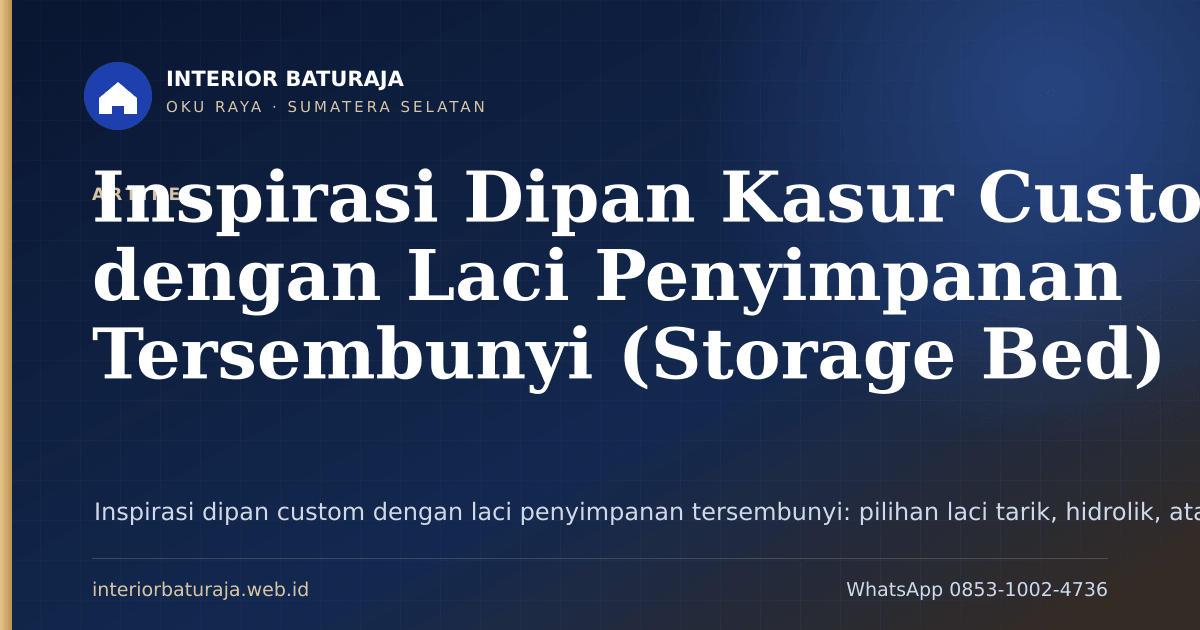 INTERIOR BATURAJA
OKU RAYA · SUMATERA SELATAN
Inspirasi Dipan Kasur Custo
dengan Laci Penyimpanan
Tersembunyi (Storage Bed)
Inspirasi dipan custom dengan laci penyimpanan tersembunyi: pilihan laci tarik, hidrolik, ata
interiorbaturaja.web.id
WhatsApp 0853-1002-4736